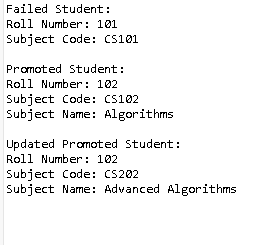 Failed Student:
Roll Number: 101
Subject Code: CS101

Promoted Student:
Roll Number: 102
Subject Code: CS102
Subject Name: Algorithms

Updated Promoted Student:
Roll Number: 102
Subject Code: CS202
Subject Name: Advanced Algorithms